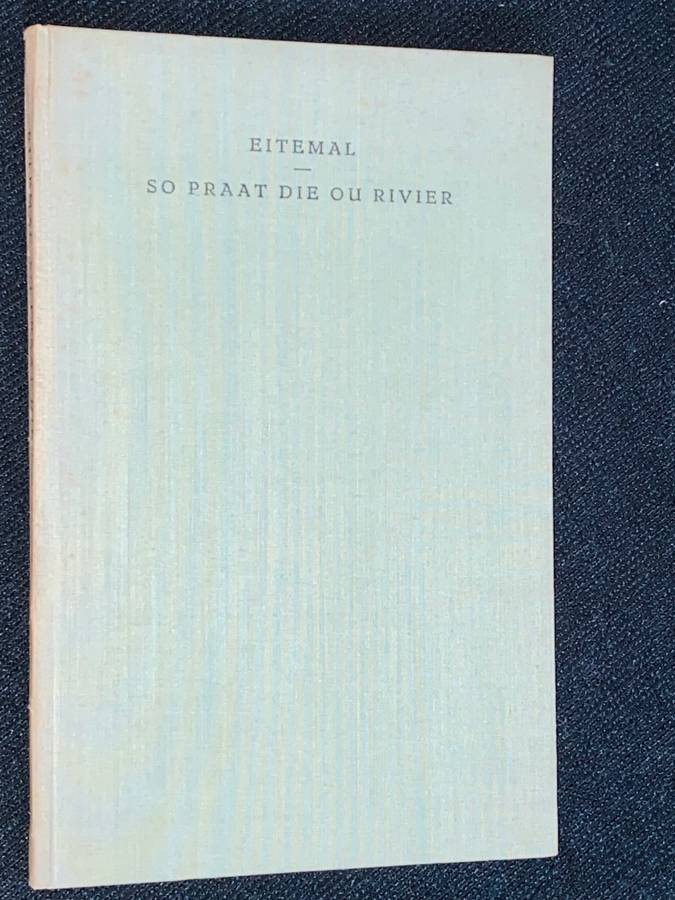 EITEMAL
—
SO PRAAT DIE OU RIVIER